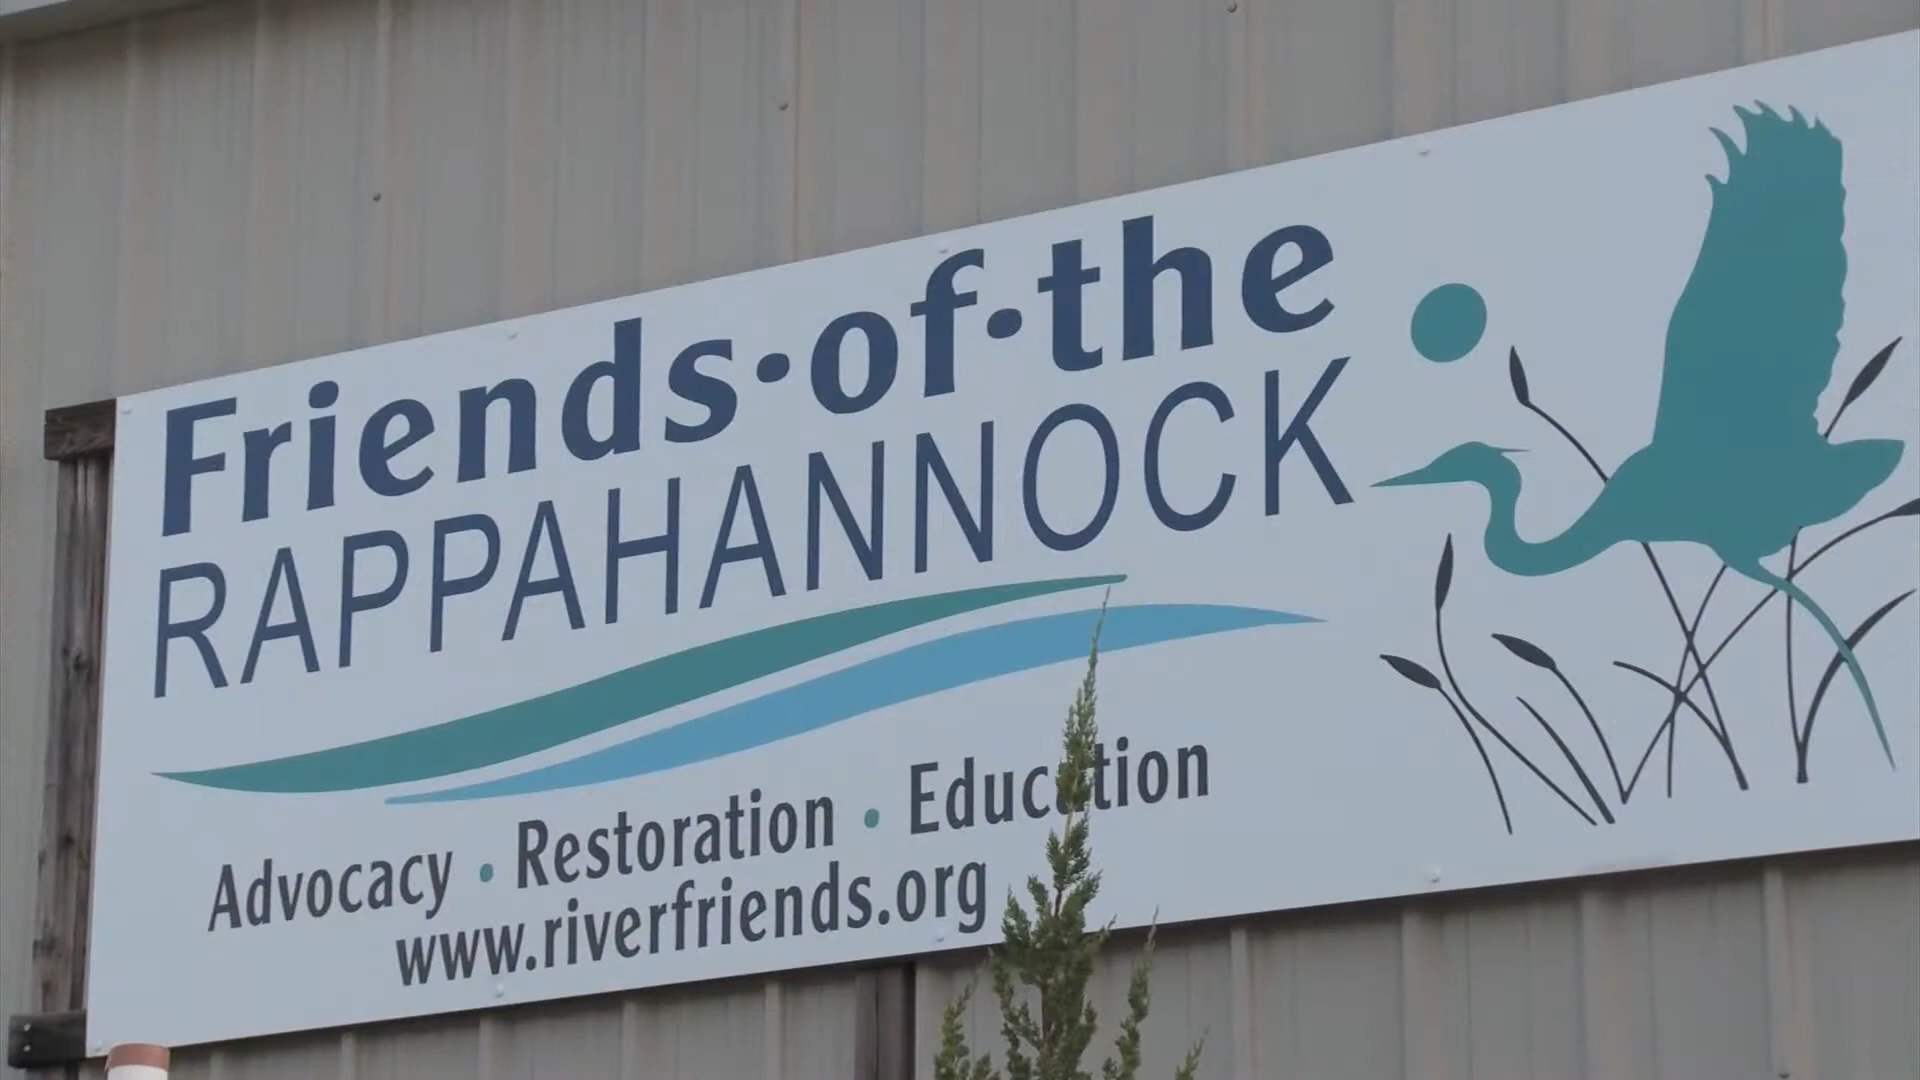 Friends·of·the
RAPPAHANNOCK
Advocacy · Restoration · Education
www.riverfriends.org